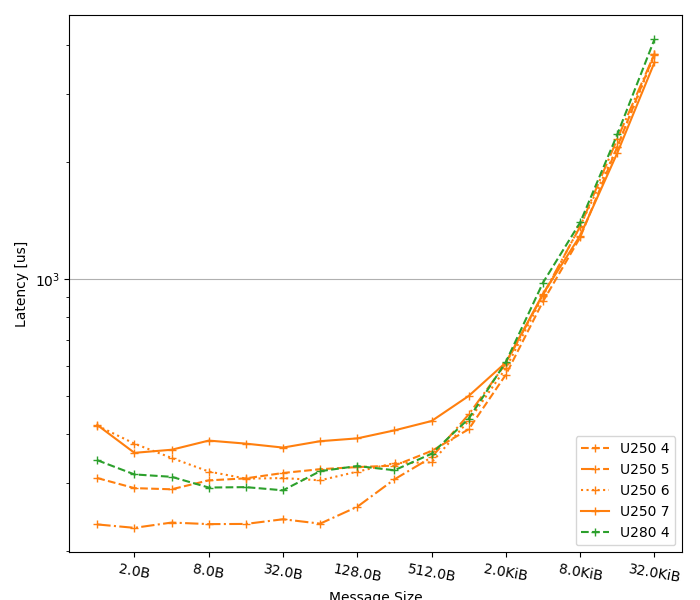 Latency [us]
10³
2.0B 8.0B 32.0B 128.0B 512.0B 2.0KiB 8.0KiB 32.0KiB
Message Size
U250 4
U250 5
U250 6
U250 7
U280 4